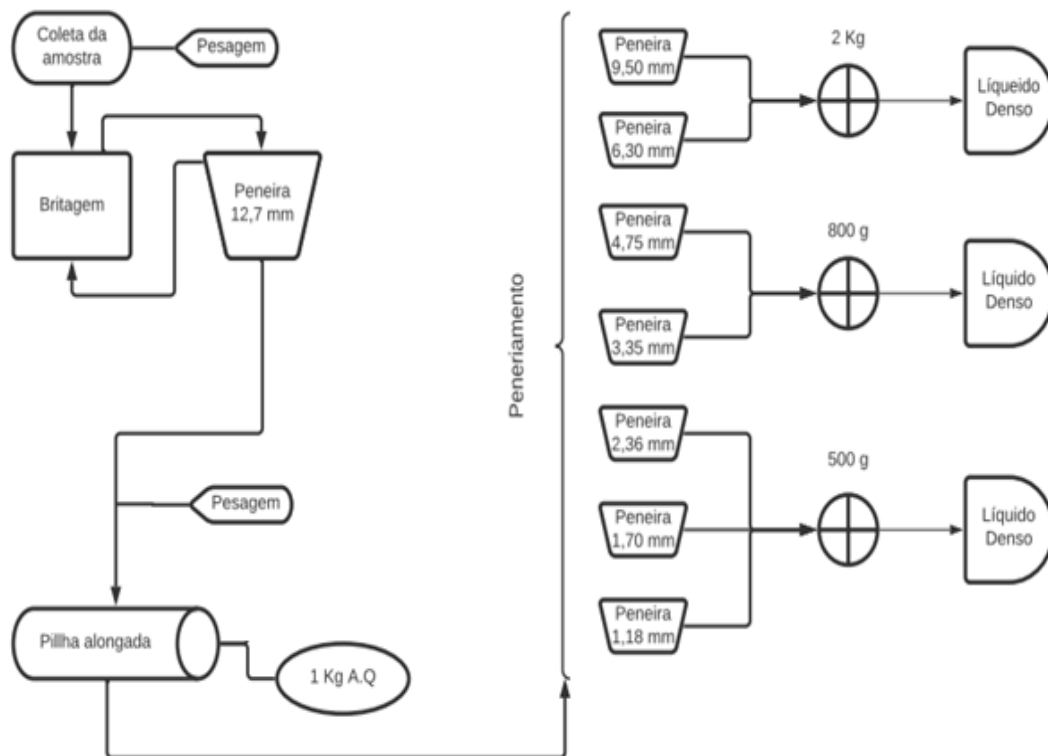 Coleta da
amostra
Pesagem
Britagem
Peneira
12,7 mm
Pesagem
Pillha alongada
1 Kg A.Q
Peneriamento
Peneira
9,50 mm
Peneira
6,30 mm
2 Kg
Líqueido
Denso
Peneira
4,75 mm
Peneira
3,35 mm
800 g
Líquido
Denso
Peneira
2,36 mm
Peneira
1,70 mm
Peneira
1,18 mm
500 g
Líquido
Denso